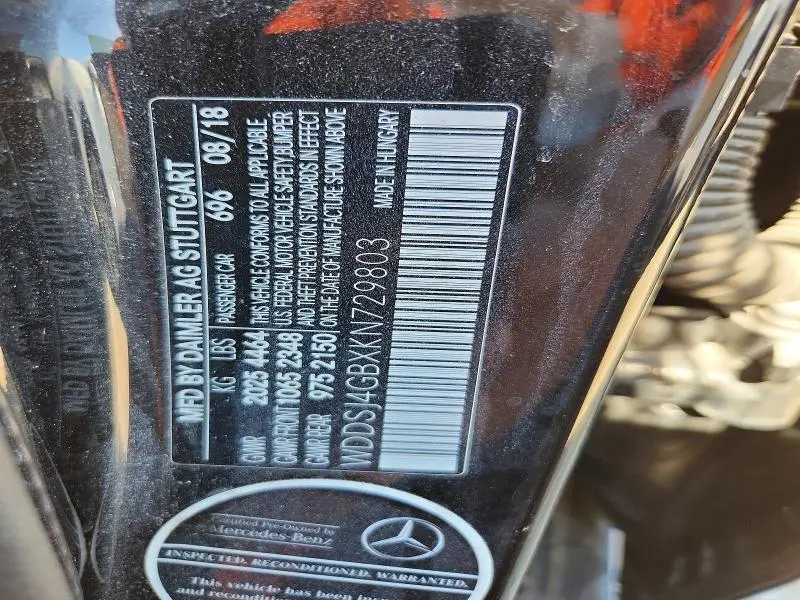 MFD BY DAIMLER AG STUTTGART
KG LBS PASSENGER CAR 696 08/18
GVWR 2025 4464 THIS VEHICLE CONFORMS TO ALL APPLICABLE
GAWR FRONT 1065 2348 U.S. FEDERAL MOTOR VEHICLE SAFETY BUMPER
GAWR REAR 975 2150 AND THEFT PREVENTION STANDARDS IN EFFECT
ON THE DATE OF MANUFACTURE SHOWN ABOVE
WDDSJ4GBXKN729803 MADE IN HUNGARY
Certified Pre-Owned by
Mercedes-Benz
INSPECTED. RECONDITIONED. WARRANTED.
This vehicle has been
and